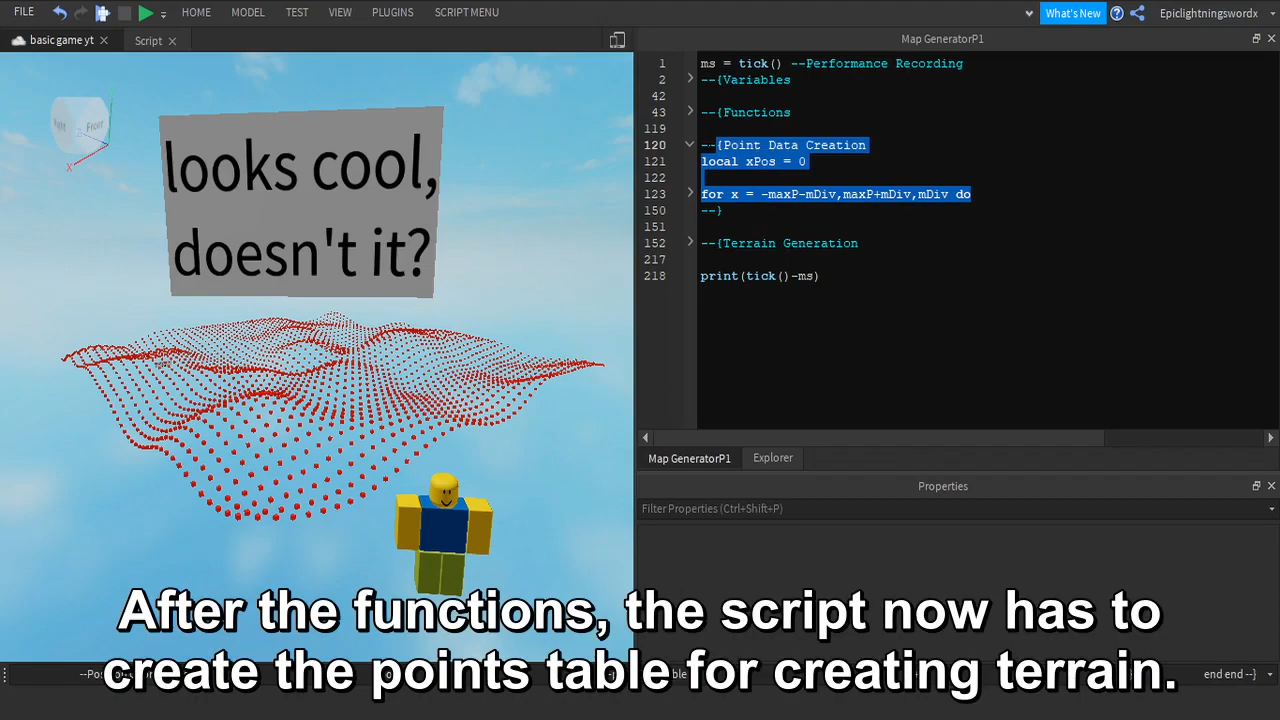 FILE HOME MODEL TEST VIEW PLUGINS SCRIPT MENU What's New Epiclightningswordx
basic game yt Script
Map GeneratorP1
1 ms = tick() --Performance Recording
2 --{Variables
42
43 --{Functions
119
120 --{Point Data Creation
121 local xPos = 0
122
123 for x = -maxP-mDiv,maxP+mDiv,mDiv do
150 --}
151
152 --{Terrain Generation
217
218 print(tick()-ms)
Front
X
looks cool,
doesn't it?
Map GeneratorP1 Explorer
Properties
Filter Properties (Ctrl+Shift+P)
After the functions, the script now has to
create the points table for creating terrain.
end end --}